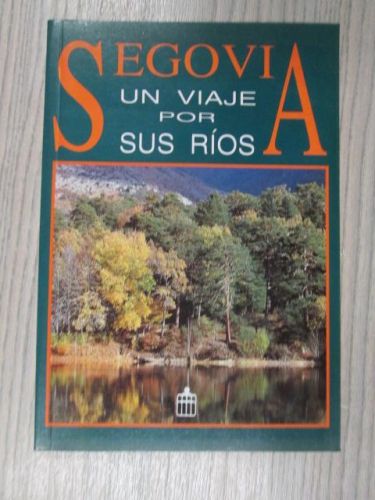 SEGOVIA
UN VIAJE
POR
SUS RÍOS